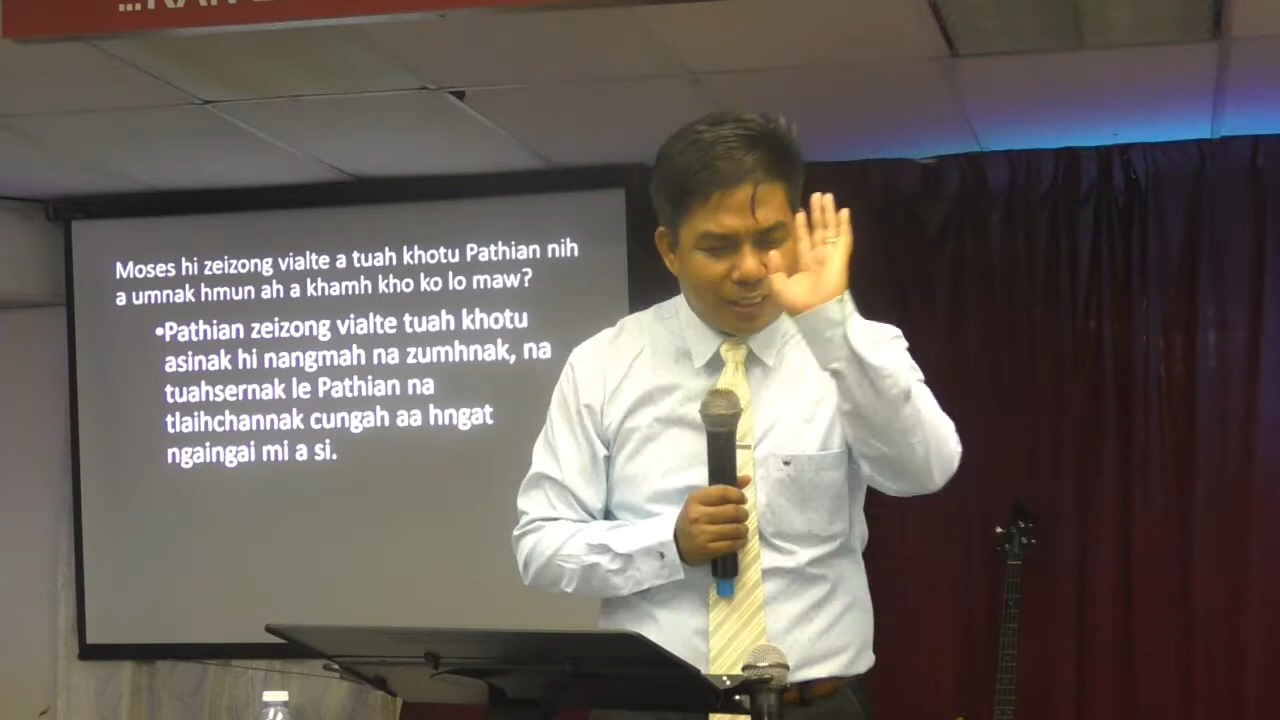 Moses hi zeizong vialte a tuah khotu Pathian nih
a umnak hmun ah a khamh kho ko lo maw?
•Pathian zeizong vialte tuah khotu
asinak hi nangmah na zumhnak, na
tuahsernak le Pathian na
tlaihchannak cungah aa hngat
ngaingai mi a si.